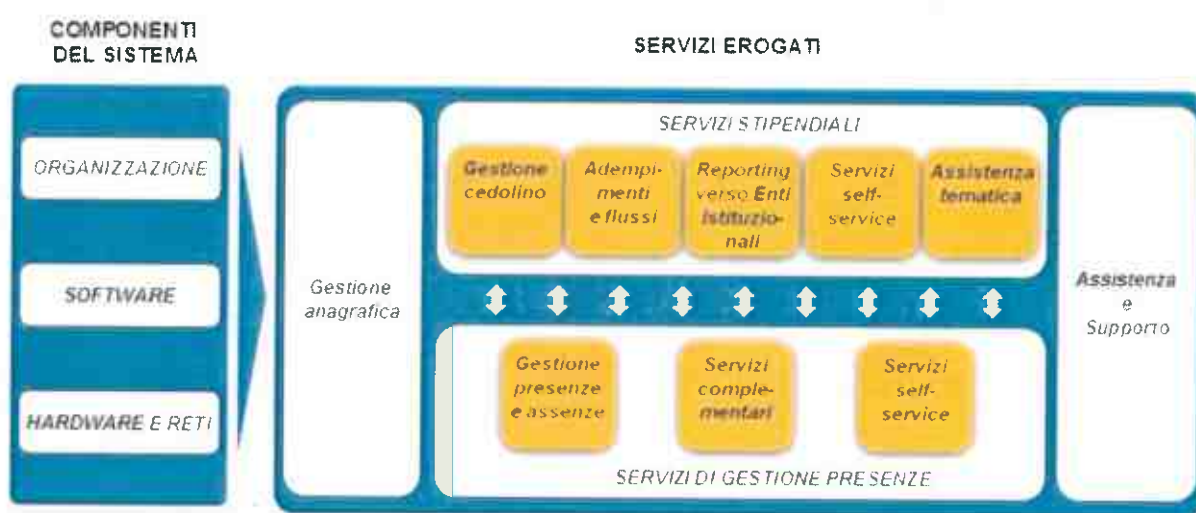 COMPONENTI
DEL SISTEMA
SERVIZI EROGATI
ORGANIZZAZIONE
SOFTWARE
HARDWARE E RETI
Gestione
anagrafica
SERVIZI STIPENDIALI
Gestione
cedolino
Adempi-
menti
e flussi
Reporting
verso Enti
Istituzio-
nali
Servizi
self-
service
Assistenza
tematica
Gestione
presenze
e assenze
Servizi
comple-
mentari
Servizi
self-
service
SERVIZI DI GESTIONE PRESENZE
Assistenza
e
Supporto